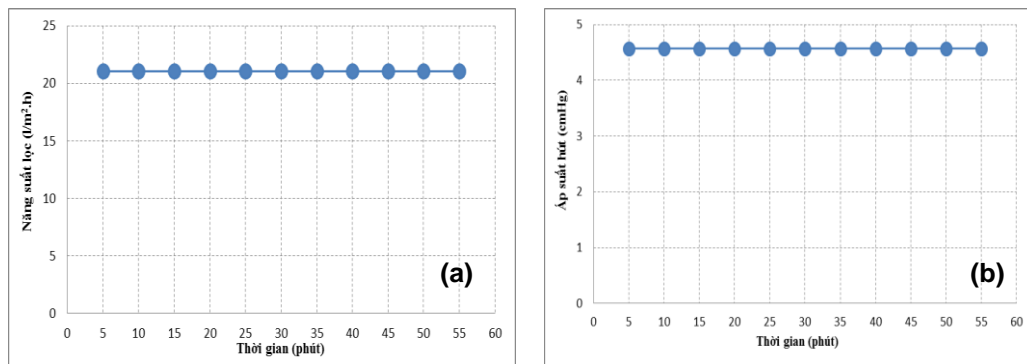 Năng suất lọc (l/m².h)
25
20
15
10
5
0
0 5 10 15 20 25 30 35 40 45 50 55 60
Thời gian (phút)
(a)
Áp suất hút (cmHg)
5
4
3
2
1
0
0 5 10 15 20 25 30 35 40 45 50 55 60
Thời gian (phút)
(b)